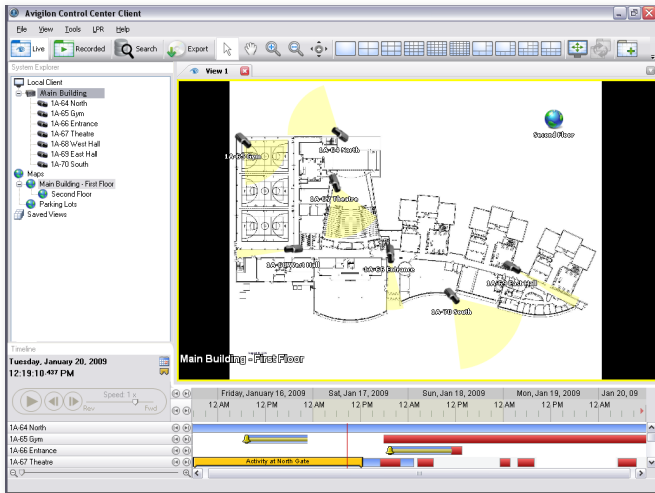 Avigilon Control Center Client
File View Tools LPR Help
Live Recorded Search Export
System Explorer
View 1
Local Client
Main Building
1A-64 North
1A-65 Gym
1A-66 Entrance
1A-67 Theatre
1A-68 West Hall
1A-69 East Hall
1A-70 South
Maps
Main Building - First Floor
Second Floor
Parking Lots
Saved Views
Second Floor
1A-64 North
1A-65 Gym
1A-67 Theatre
1A-68 West Hall
1A-66 Entrance
1A-69 East Hall
1A-70 South
Main Building - First Floor
Timeline
Tuesday, January 20, 2009
12:19:10.437 PM
Speed: 1 x
Rev Fwd
Friday, January 16, 2009 Sat, Jan 17, 2009 Sun, Jan 18, 2009 Mon, Jan 19, 2009 Jan 20, 09
12 AM 12 PM 12 AM 12 PM 12 AM 12 PM 12 AM 12 PM 12 AM
1A-64 North
1A-65 Gym
1A-66 Entrance
1A-67 Theatre Activity at North Gate